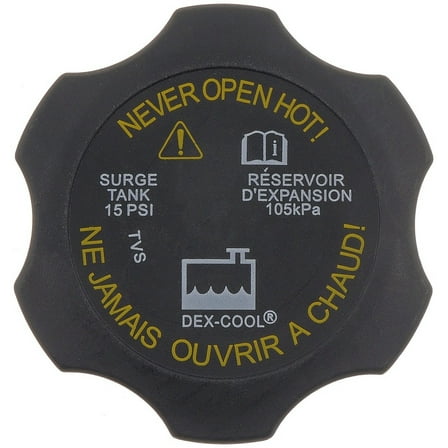 NEVER OPEN HOT!
SURGE
TANK
15 PSI
RÉSERVOIR
D'EXPANSION
105kPa
TVS
DEX-COOL®
NE JAMAIS OUVRIR A CHAUD!